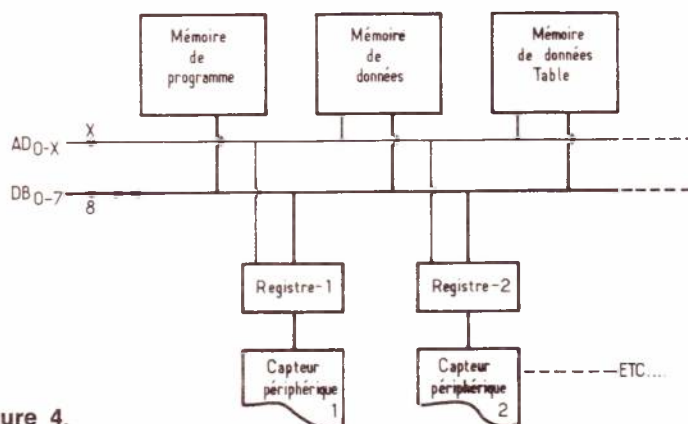 Mémoire
de
programme
Mémoire
de
données
Mémoire
de données
Table
X
AD0-X
DB0-7
8
Registre-1
Registre-2
Capteur
périphérique
1
Capteur
périphérique
2
ETC....
ure 4.